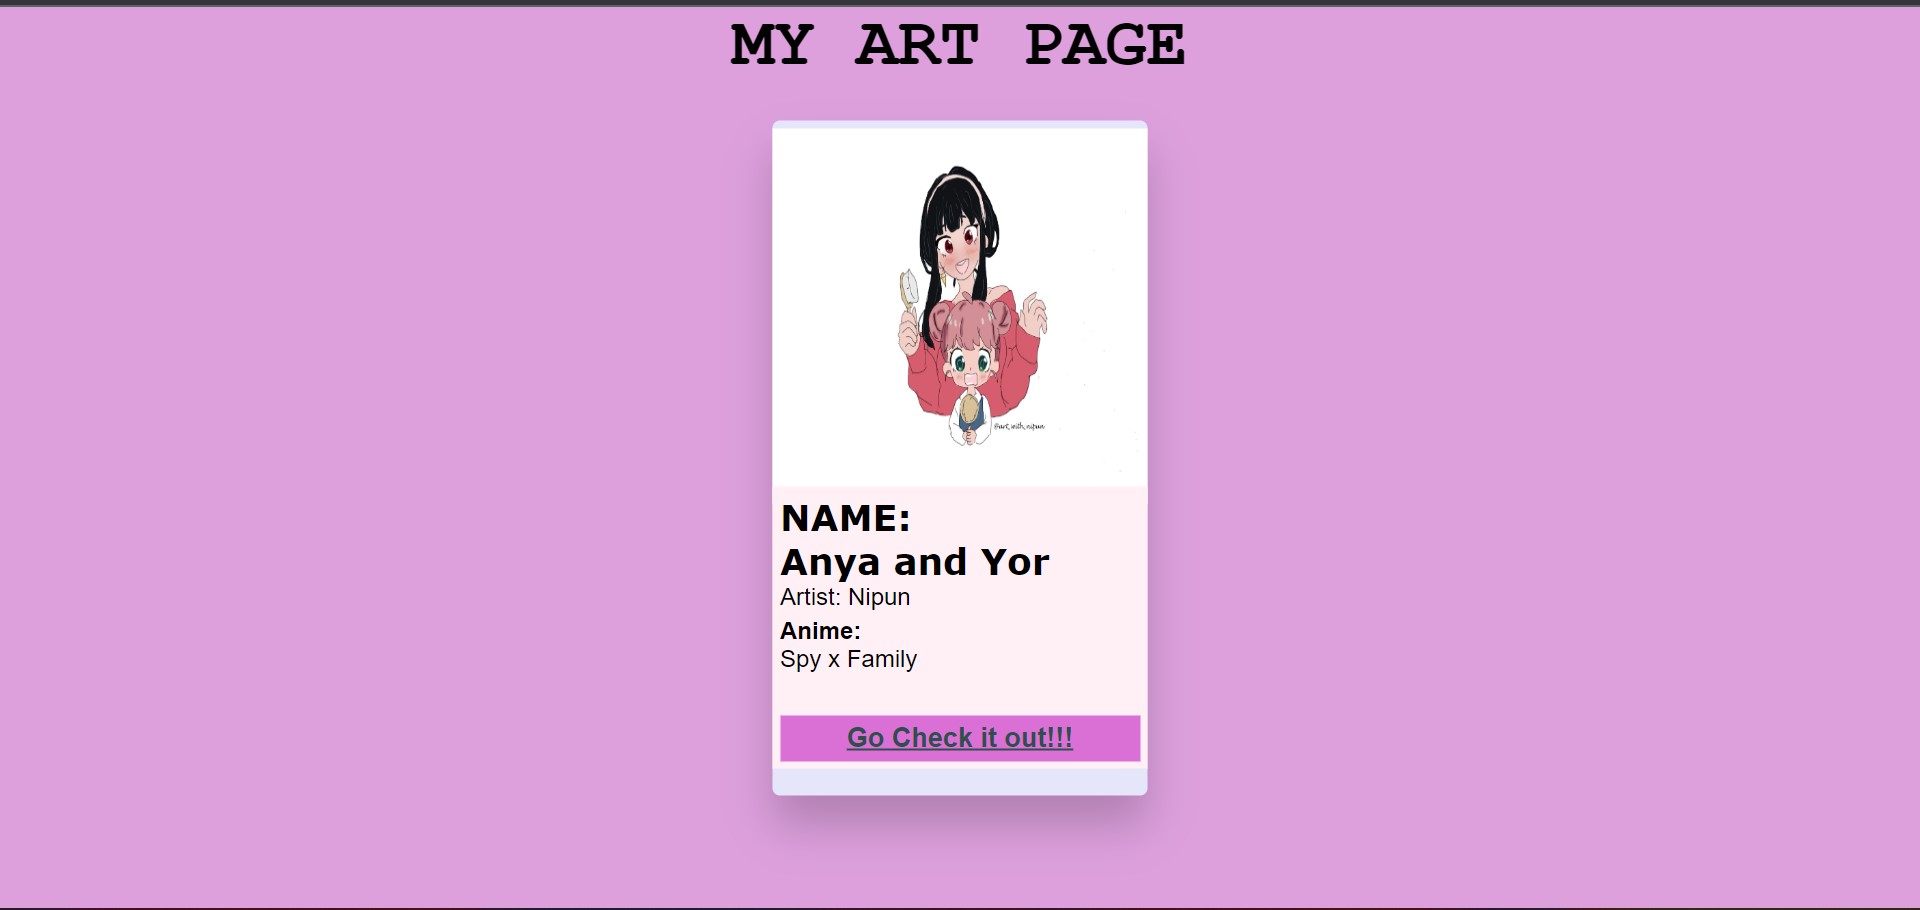 MY ART PAGE
@art_with_nipun
NAME:
Anya and Yor
Artist: Nipun
Anime:
Spy x Family
Go Check it out!!!